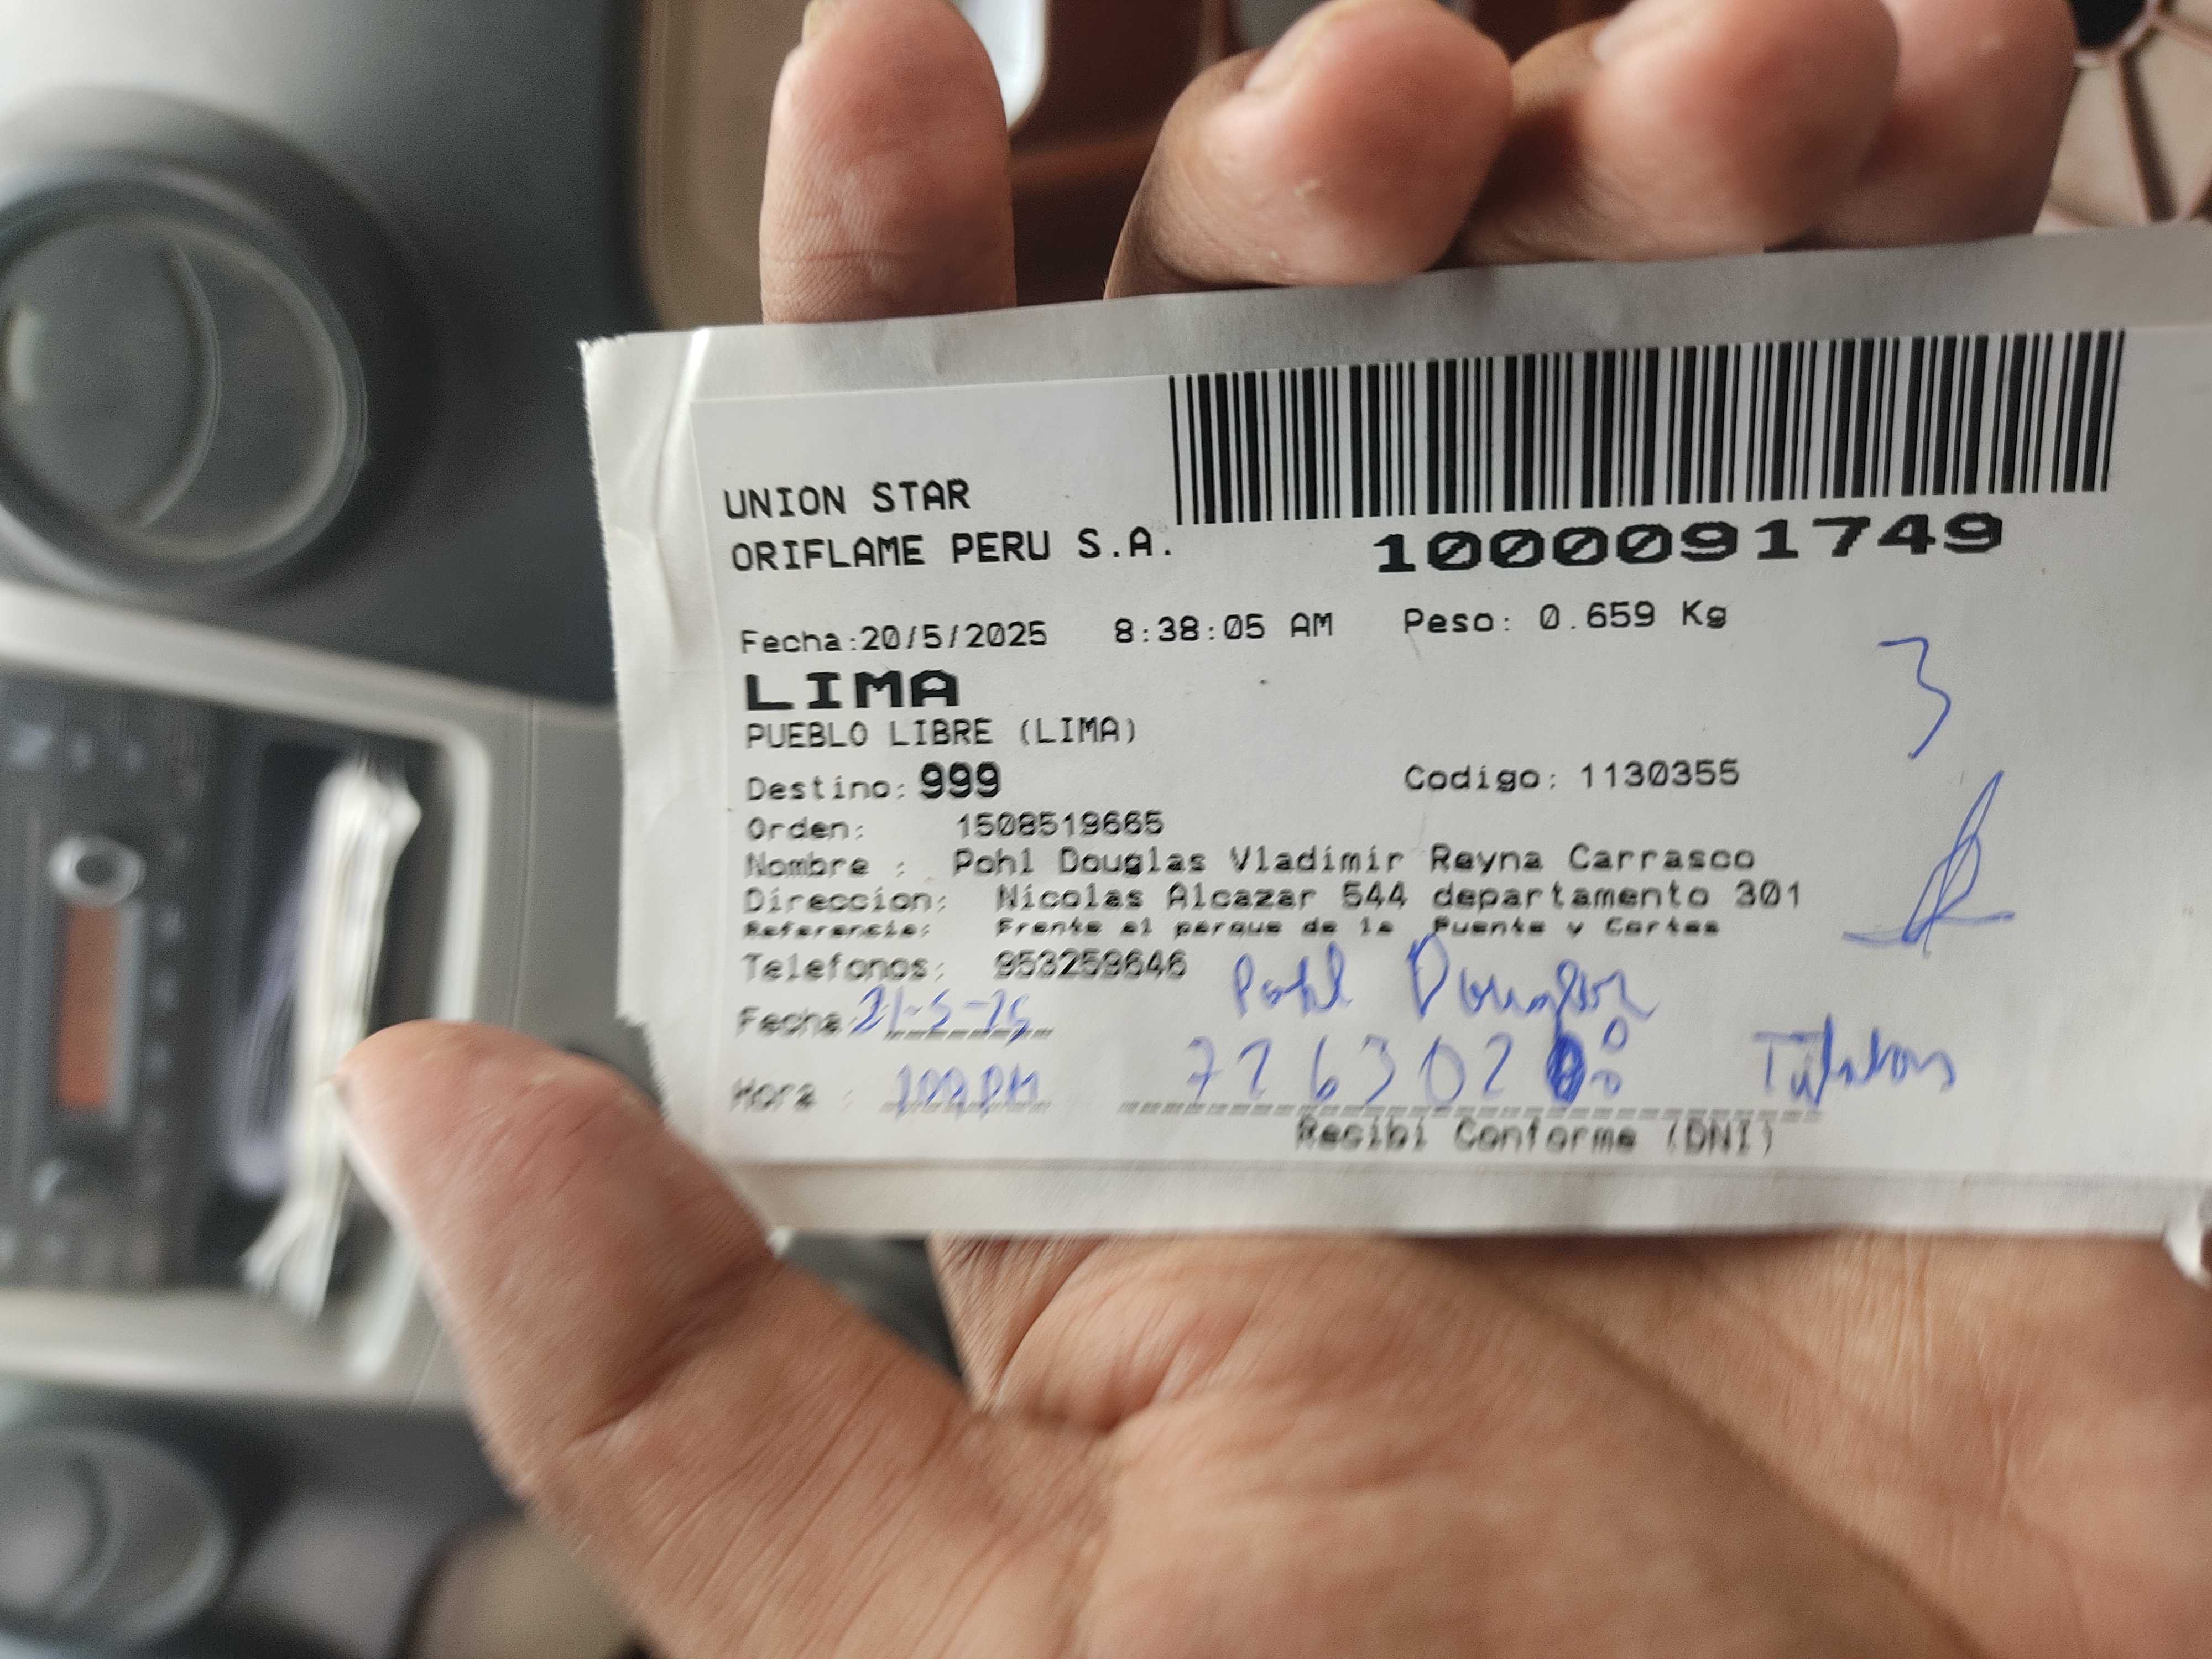 UNION STAR
ORIFLAME PERU S.A.
1000091749
Fecha:20/5/2025 8:38:05 AM Peso: 0.659 Kg
3
LIMA
PUEBLO LIBRE (LIMA)
Destino: 999 Codigo: 1130355
Orden: 1508519665
Nombre : Pohl Douglas Vladimir Reyna Carrasco
Direccion: Nicolas Alcazar 544 departamento 301
Referencia: Frente al parque de la Puente y Cortes
Telefonos: 953259646
Pohl Douglas
Fecha: 21-5-25
Hora : 1:00 PM 7263020 Titular
Recibi Conforme (DNI)